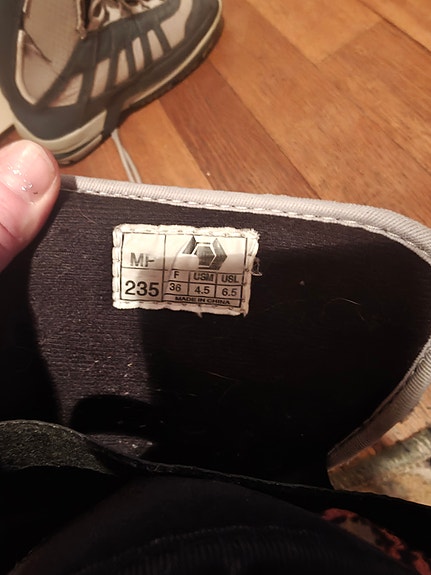 MP F USM USL
235 36 4.5 6.5
MADE IN CHINA